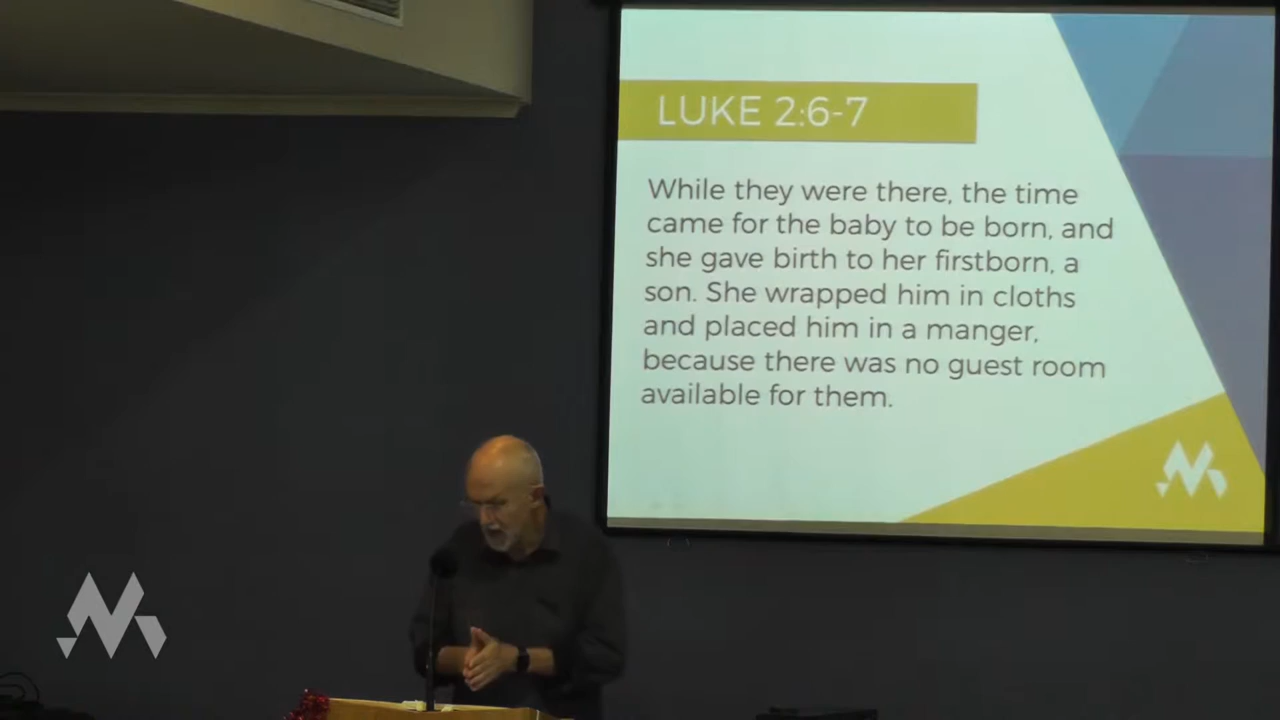 LUKE 2:6-7
While they were there, the time
came for the baby to be born, and
she gave birth to her firstborn, a
son. She wrapped him in cloths
and placed him in a manger,
because there was no guest room
available for them.